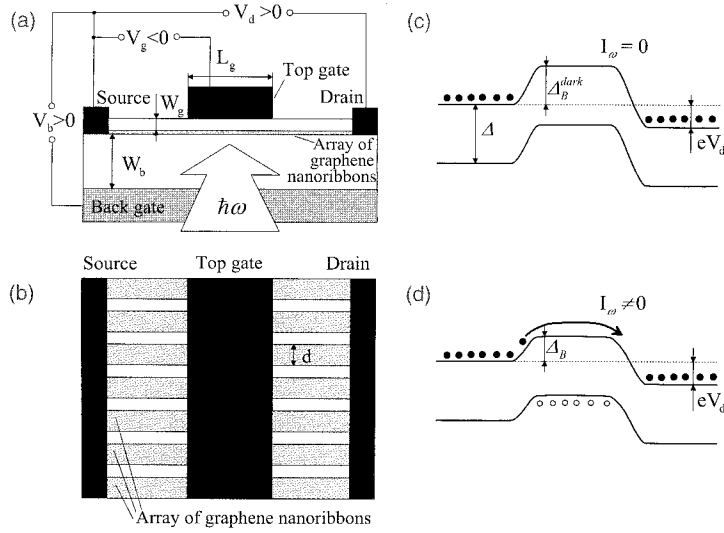 (a)
V_d >0
V_g<0
L_g
Top gate
Source
W_g
Drain
V_b>0
W_b
Array of
graphene
nanoribbons
Back gate
ħω
(b)
Source
Top gate
Drain
d
Array of graphene nanoribbons
(c)
I_ω = 0
Δ_B^dark
Δ
eV_d
(d)
I_ω ≠ 0
Δ_B
eV_d